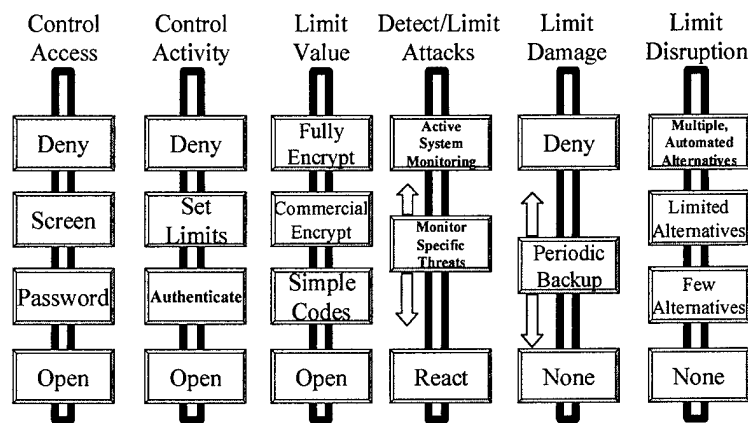 Control Access
Control Activity
Limit Value
Detect/Limit Attacks
Limit Damage
Limit Disruption
Deny
Deny
Fully Encrypt
Active System Monitoring
Deny
Multiple, Automated Alternatives
Screen
Set Limits
Commercial Encrypt
Monitor Specific Threats
Periodic Backup
Limited Alternatives
Password
Authenticate
Simple Codes
Few Alternatives
Open
Open
Open
React
None
None